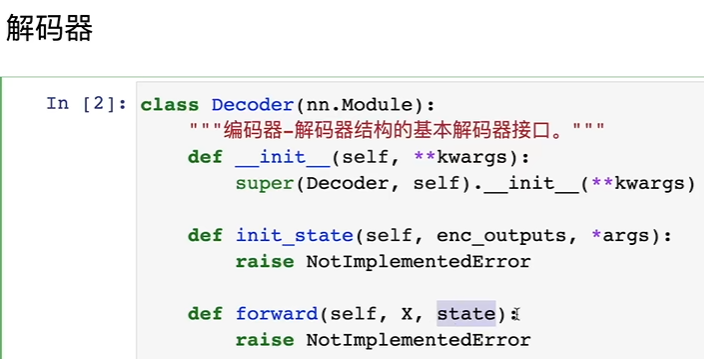 解码器
In [2]: class Decoder(nn.Module):
    """编码器-解码器结构的基本解码器接口。"""
    def __init__(self, **kwargs):
        super(Decoder, self).__init__(**kwargs)
    def init_state(self, enc_outputs, *args):
        raise NotImplementedError
    def forward(self, X, state):
        raise NotImplementedError